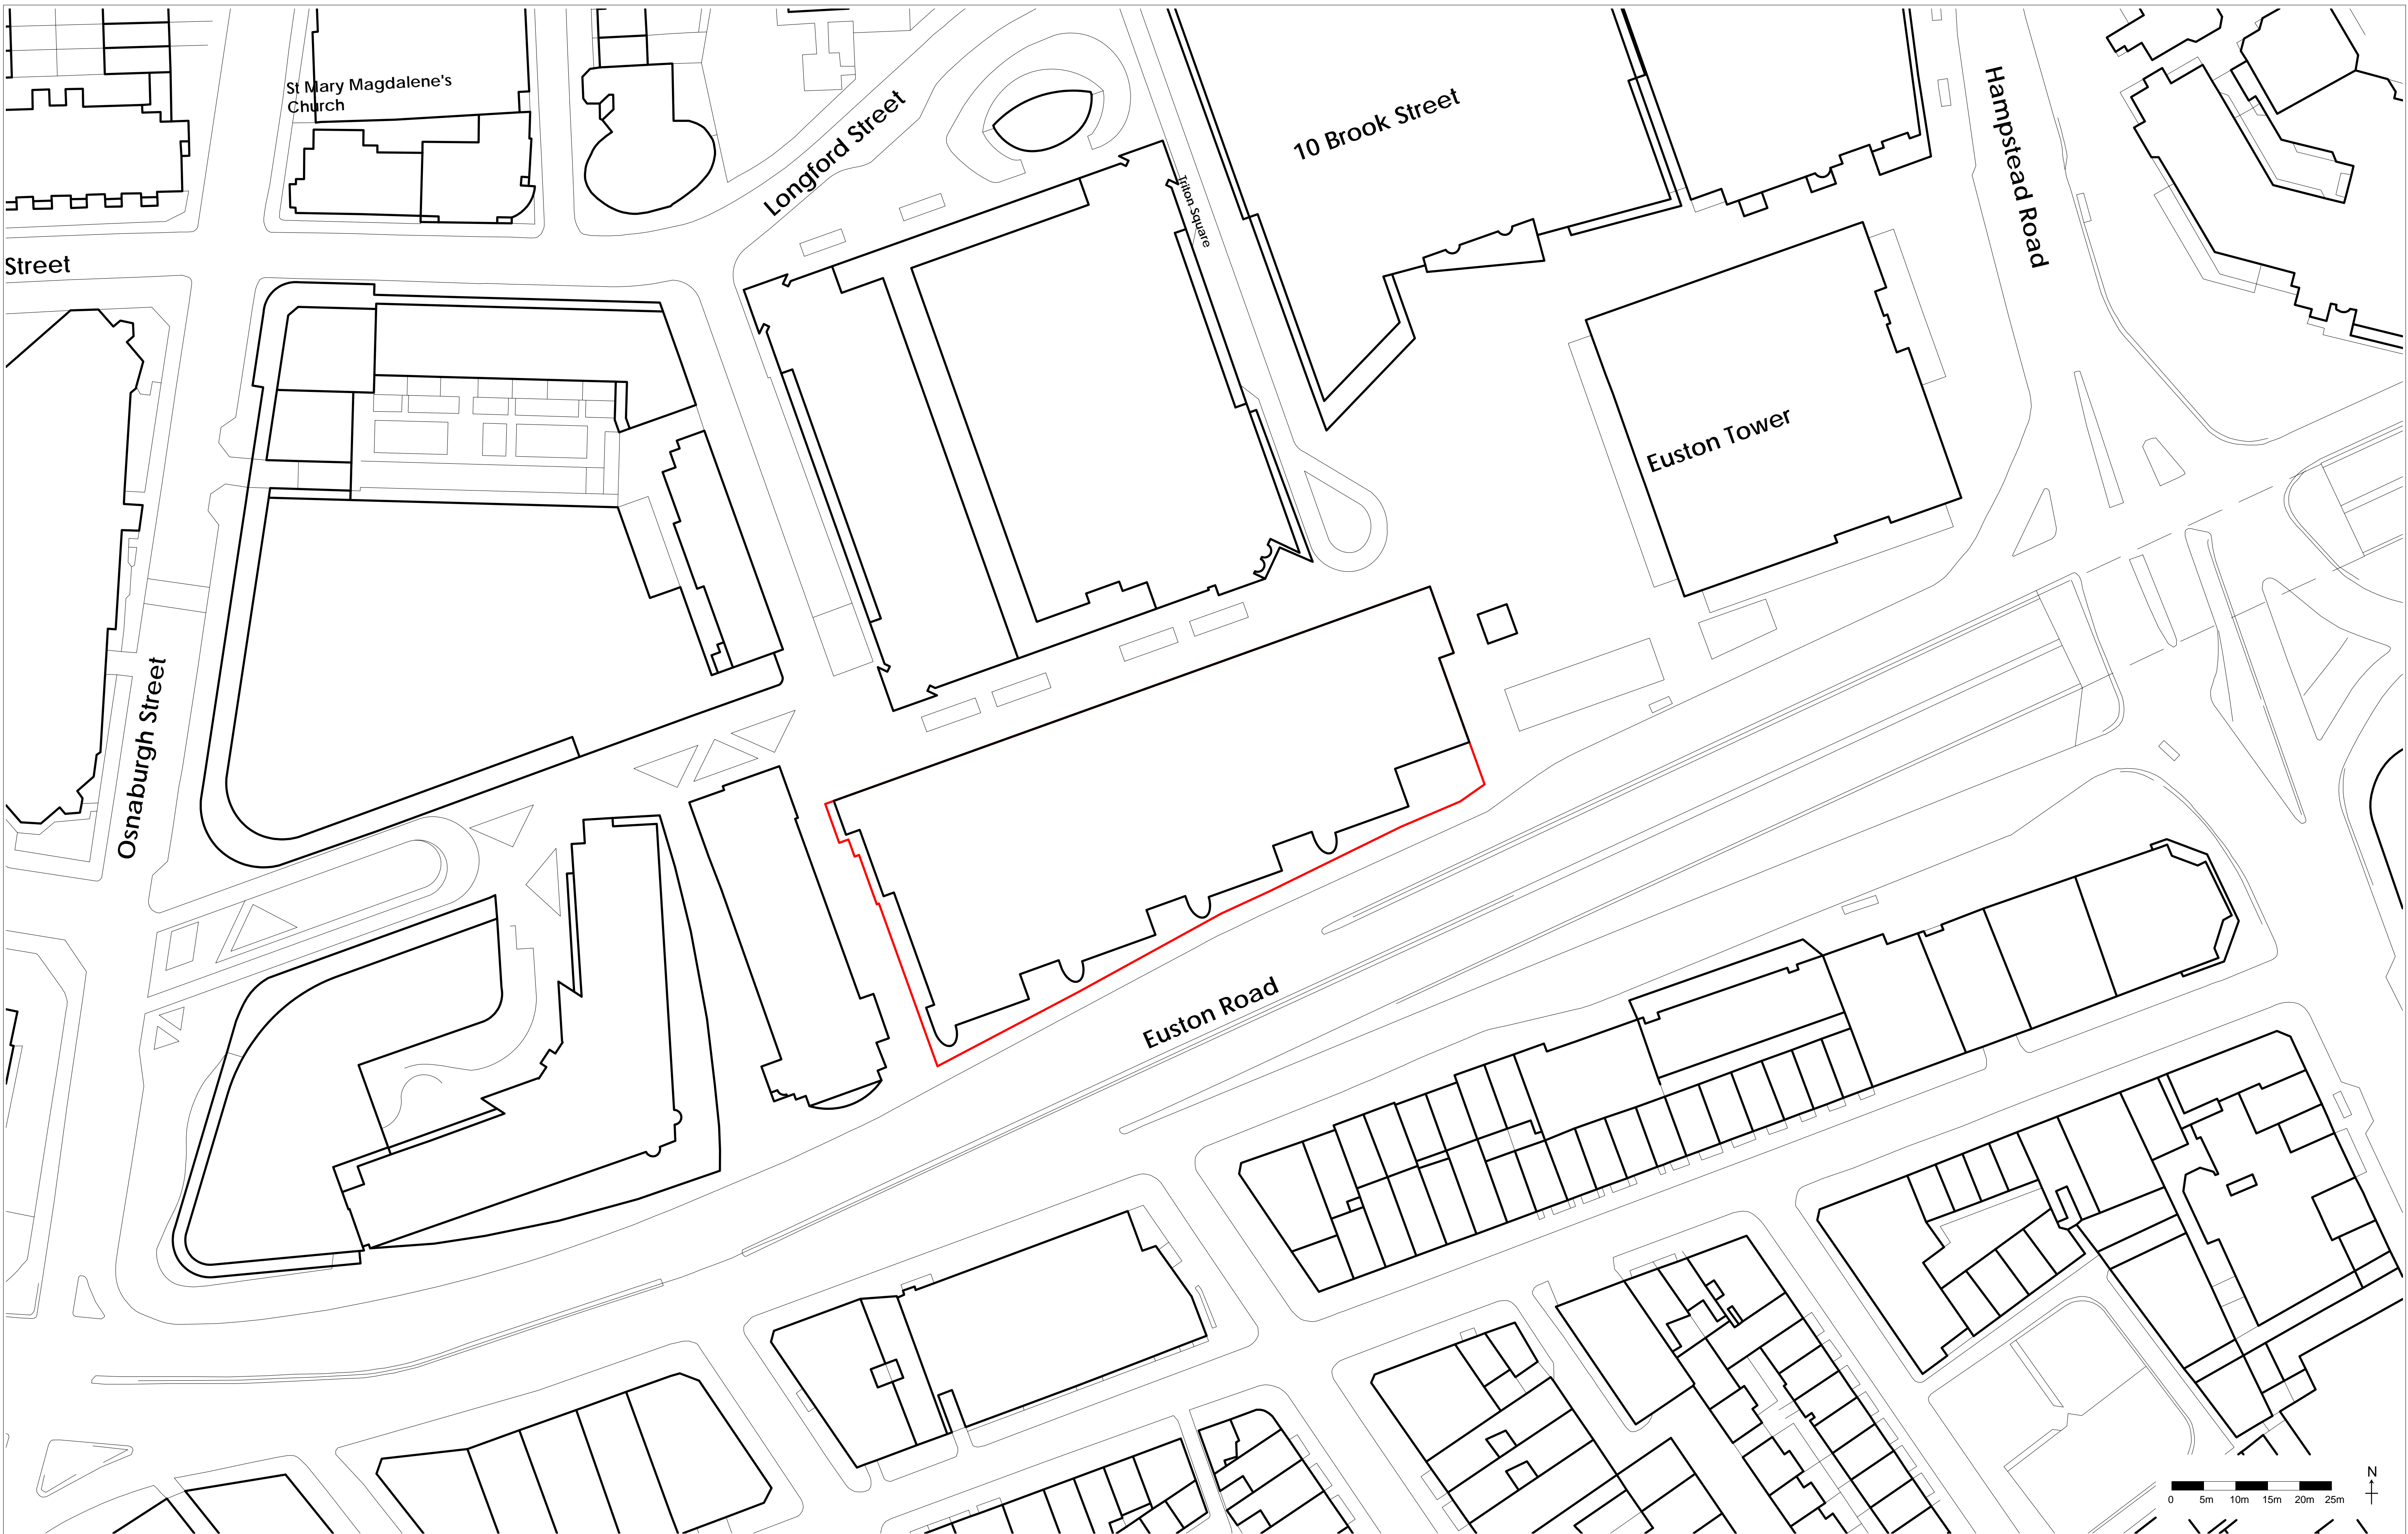 St Mary Magdalene's
Church
Longford Street
10 Brook Street
Hampstead Road
Triton Square
Street
Euston Tower
Osnaburgh Street
Euston Road
N
0 5m 10m 15m 20m 25m